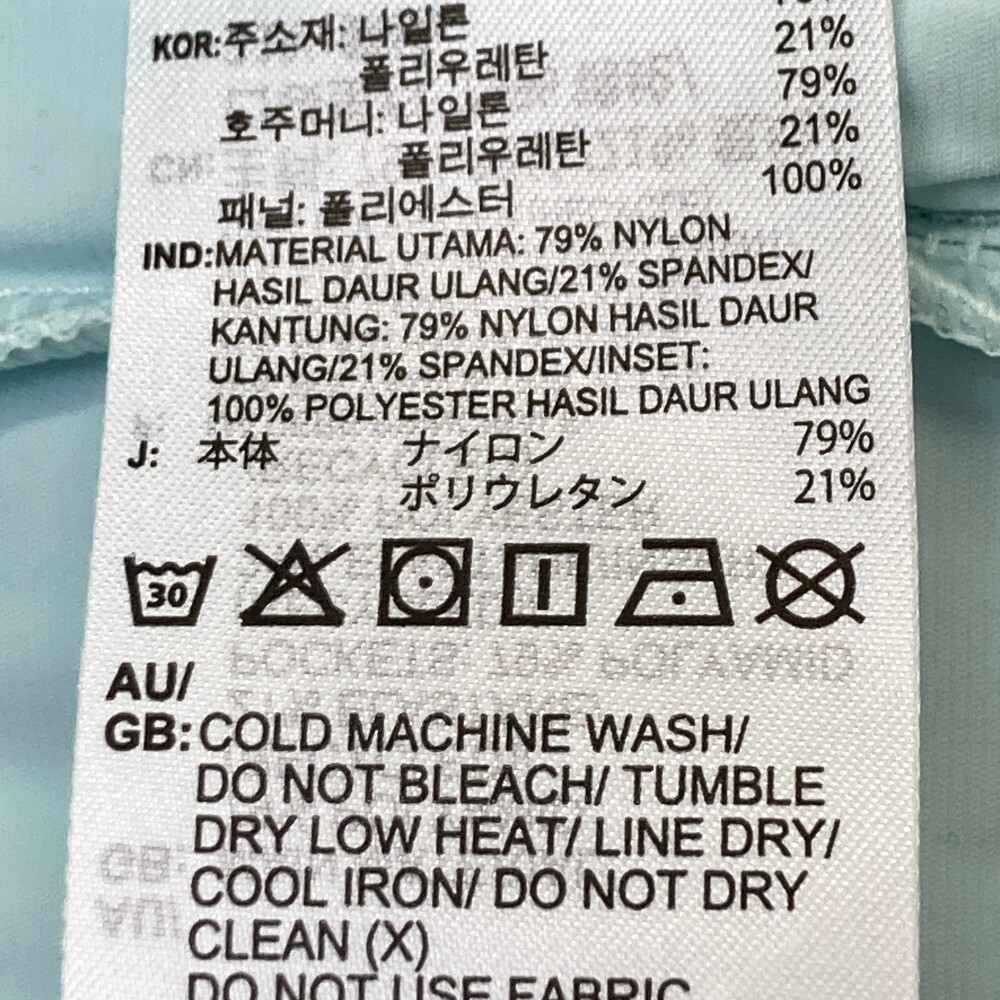 KOR:주소재: 나일론
폴리우레탄 21%
호주머니: 나일론 79%
폴리우레탄 21%
패널: 폴리에스터 100%
IND:MATERIAL UTAMA: 79% NYLON
HASIL DAUR ULANG/21% SPANDEX/
KANTUNG: 79% NYLON HASIL DAUR
ULANG/21% SPANDEX/INSET:
100% POLYESTER HASIL DAUR ULANG
J: 本体 ナイロン 79%
ポリウレタン 21%
30
AU/
GB: COLD MACHINE WASH/
DO NOT BLEACH/ TUMBLE
DRY LOW HEAT/ LINE DRY/
COOL IRON/ DO NOT DRY
CLEAN (X)
DO NOT USE FABRIC